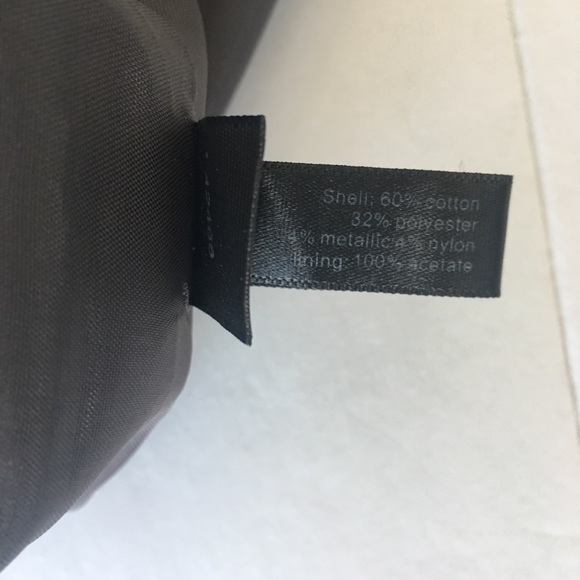 Shell: 60% cotton
32% polyester
4% metallic 4% nylon
lining: 100% acetate